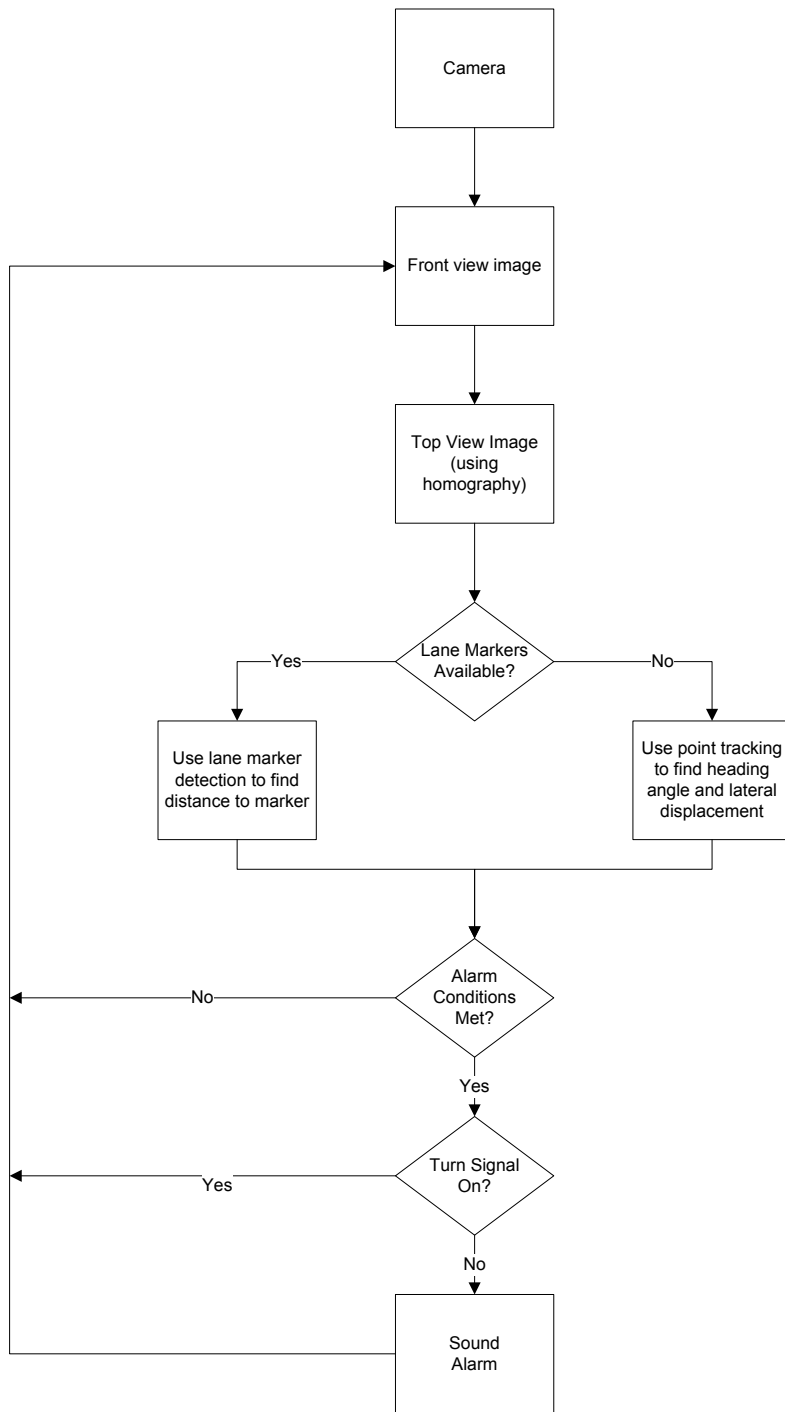 Camera
Front view image
Top View Image
(using
homography)
Lane Markers
Available?
Yes
No
Use lane marker
detection to find
distance to marker
Use point tracking
to find heading
angle and lateral
displacement
Alarm
Conditions
Met?
No
Yes
Turn Signal
On?
Yes
No
Sound
Alarm